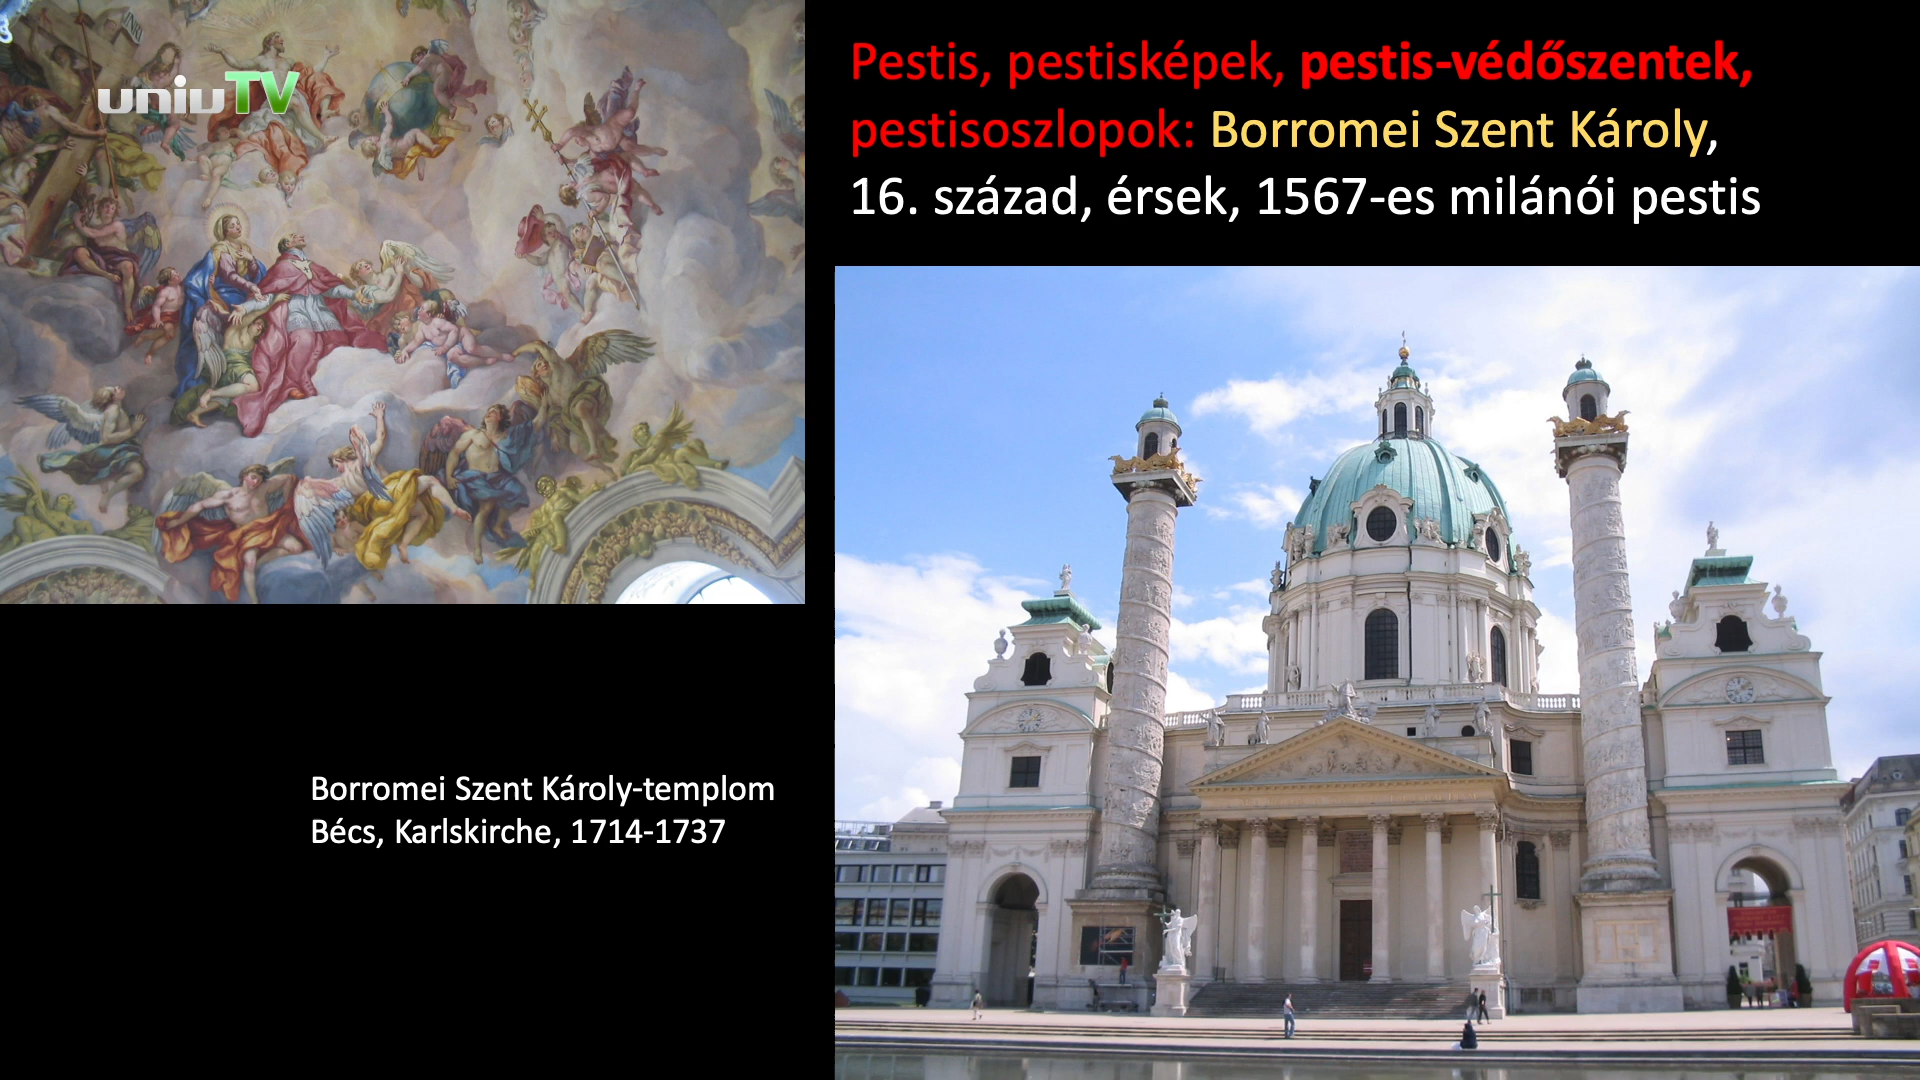 uniuTV
Pestis, pestisképek, pestis-védőszentek,
pestisoszlopok: Borromei Szent Károly,
16. század, érsek, 1567-es milánói pestis
Borromei Szent Károly-templom
Bécs, Karlskirche, 1714-1737